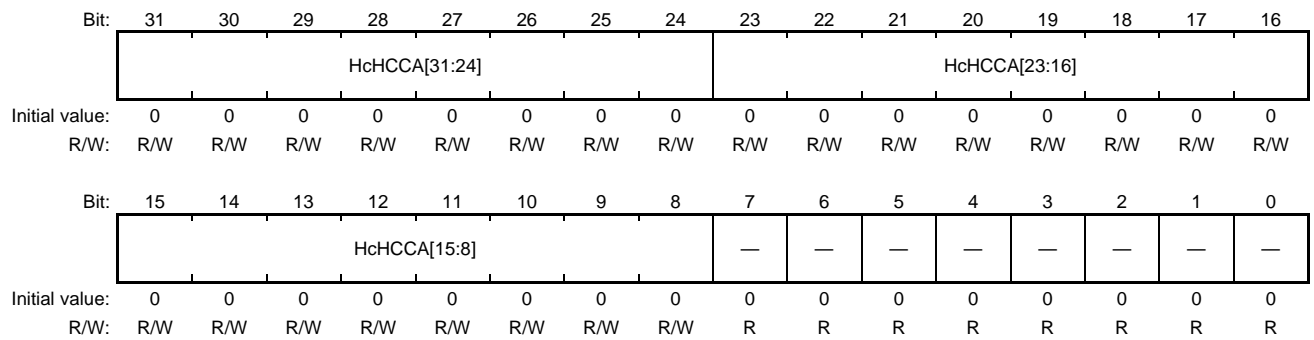 Bit: 31 30 29 28 27 26 25 24 23 22 21 20 19 18 17 16
HcHCCA[31:24] HcHCCA[23:16]
Initial value: 0 0 0 0 0 0 0 0 0 0 0 0 0 0 0 0
R/W: R/W R/W R/W R/W R/W R/W R/W R/W R/W R/W R/W R/W R/W R/W R/W R/W
Bit: 15 14 13 12 11 10 9 8 7 6 5 4 3 2 1 0
HcHCCA[15:8] — — — — — — — —
Initial value: 0 0 0 0 0 0 0 0 0 0 0 0 0 0 0 0
R/W: R/W R/W R/W R/W R/W R/W R/W R/W R R R R R R R R